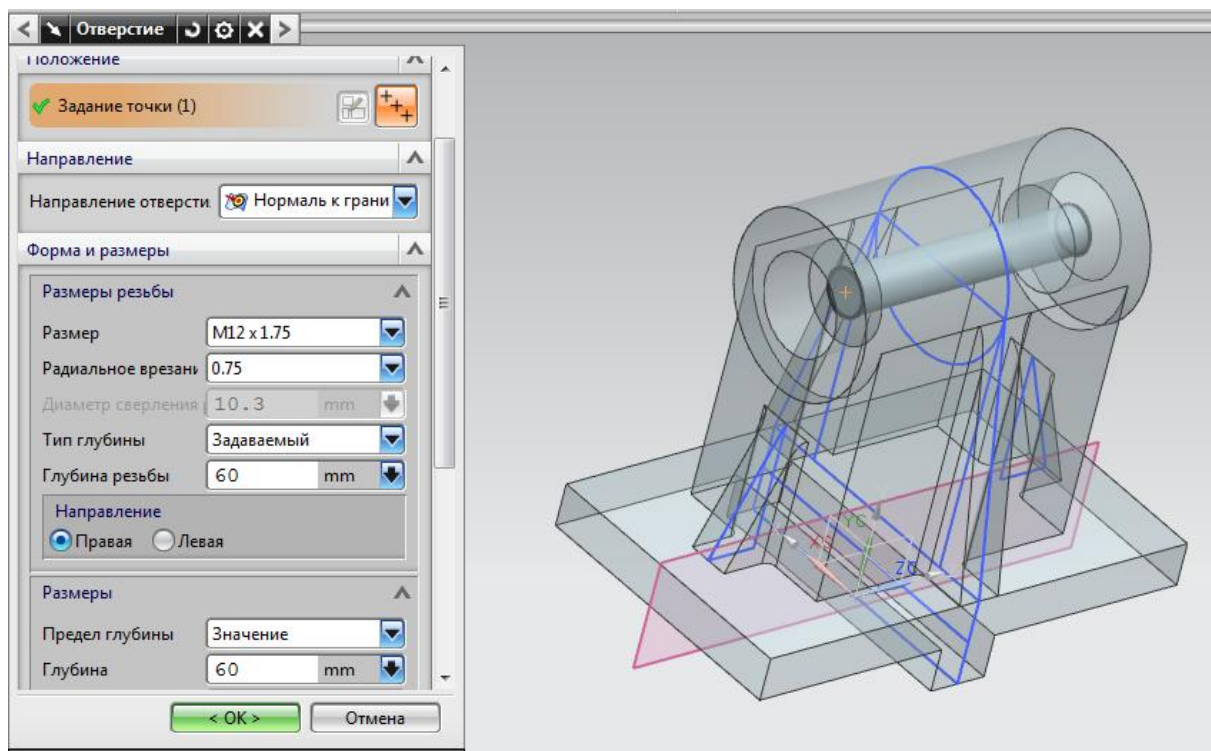 Отверстие
Положение
Задание точки (1)
Направление
Направление отверсти
Нормаль к грани
Форма и размеры
Размеры резьбы
Размер
M12 x 1.75
Радиальное врезани
0.75
Диаметр сверления
10.3 mm
Тип глубины
Задаваемый
Глубина резьбы
60 mm
Направление
Правая Левая
Размеры
Предел глубины
Значение
Глубина
60 mm
< ОК > Отмена
YC
XC
ZC